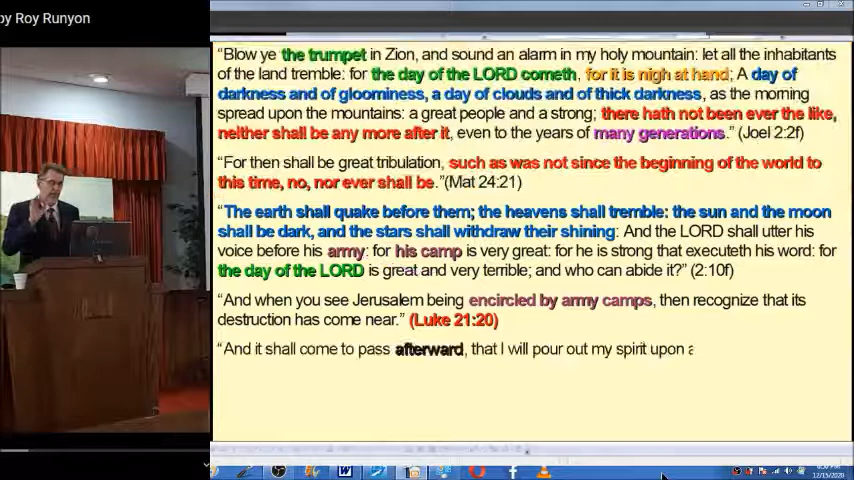 by Roy Runyon
“Blow ye the trumpet in Zion, and sound an alarm in my holy mountain: let all the inhabitants
of the land tremble: for the day of the LORD cometh, for it is nigh at hand; A day of
darkness and of gloominess, a day of clouds and of thick darkness, as the morning
spread upon the mountains: a great people and a strong; there hath not been ever the like,
neither shall be any more after it, even to the years of many generations.” (Joel 2:2f)
“For then shall be great tribulation, such as was not since the beginning of the world to
this time, no, nor ever shall be.”(Mat 24:21)
“The earth shall quake before them; the heavens shall tremble: the sun and the moon
shall be dark, and the stars shall withdraw their shining: And the LORD shall utter his
voice before his army: for his camp is very great: for he is strong that executeth his word: for
the day of the LORD is great and very terrible; and who can abide it?” (2:10f)
“And when you see Jerusalem being encircled by army camps, then recognize that its
destruction has come near.” (Luke 21:20)
“And it shall come to pass afterward, that I will pour out my spirit upon a
12/15/2020